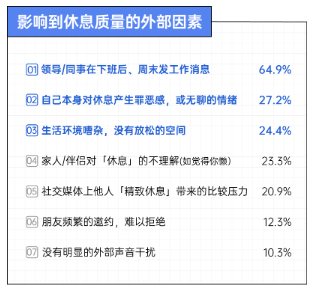 影响到休息质量的外部因素
01 领导/同事在下班后、周末发工作消息 64.9%
02 自己本身对休息产生罪恶感，或无聊的情绪 27.2%
03 生活环境嘈杂，没有放松的空间 24.4%
04 家人/伴侣对「休息」的不理解(如觉得你懒) 23.3%
05 社交媒体上他人「精致休息」带来的比较压力 20.9%
06 朋友频繁的邀约，难以拒绝 12.3%
07 没有明显的外部声音干扰 10.3%